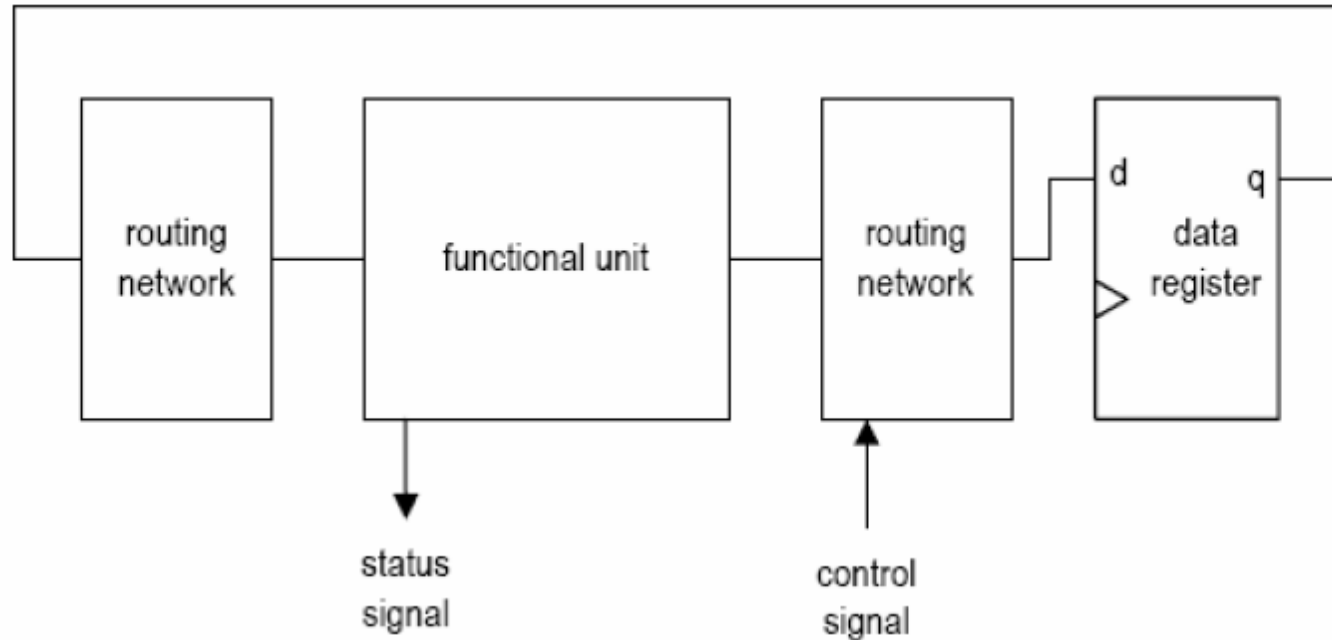 routing
network
functional unit
routing
network
d
q
data
register
status
signal
control
signal